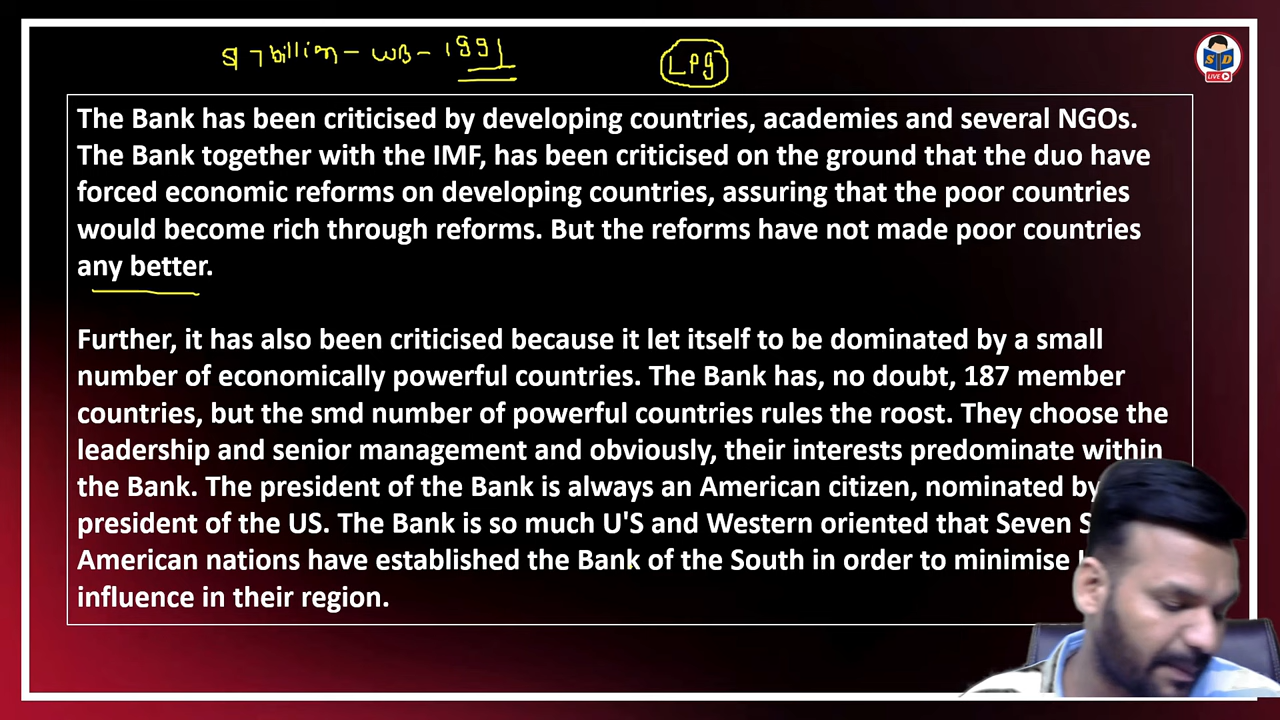 $ 7 billion - WB - 1991
LPG
SD
LIVE
The Bank has been criticised by developing countries, academies and several NGOs.
The Bank together with the IMF, has been criticised on the ground that the duo have
forced economic reforms on developing countries, assuring that the poor countries
would become rich through reforms. But the reforms have not made poor countries
any better.
Further, it has also been criticised because it let itself to be dominated by a small
number of economically powerful countries. The Bank has, no doubt, 187 member
countries, but the smd number of powerful countries rules the roost. They choose the
leadership and senior management and obviously, their interests predominate within
the Bank. The president of the Bank is always an American citizen, nominated by
president of the US. The Bank is so much U'S and Western oriented that Seven
American nations have established the Bank of the South in order to minimise
influence in their region.